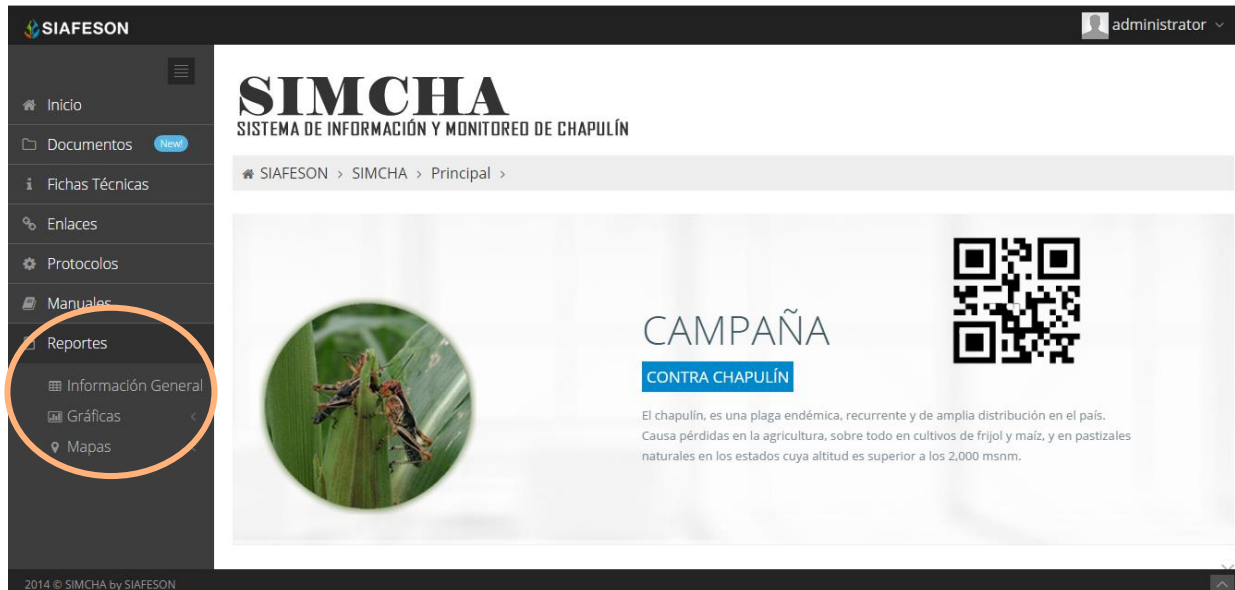 SIAFESON
administrator
Inicio
Documentos New!
Fichas Técnicas
Enlaces
Protocolos
Manuales
Reportes
Información General
Gráficas
Mapas
SIMCHA
SISTEMA DE INFORMACIÓN Y MONITOREO DE CHAPULÍN
SIAFESON > SIMCHA > Principal >
CAMPAÑA
CONTRA CHAPULÍN
El chapulín, es una plaga endémica, recurrente y de amplia distribución en el país.
Causa pérdidas en la agricultura, sobre todo en cultivos de frijol y maíz, y en pastizales
naturales en los estados cuya altitud es superior a los 2,000 msnm.
2014 © SIMCHA by SIAFESON